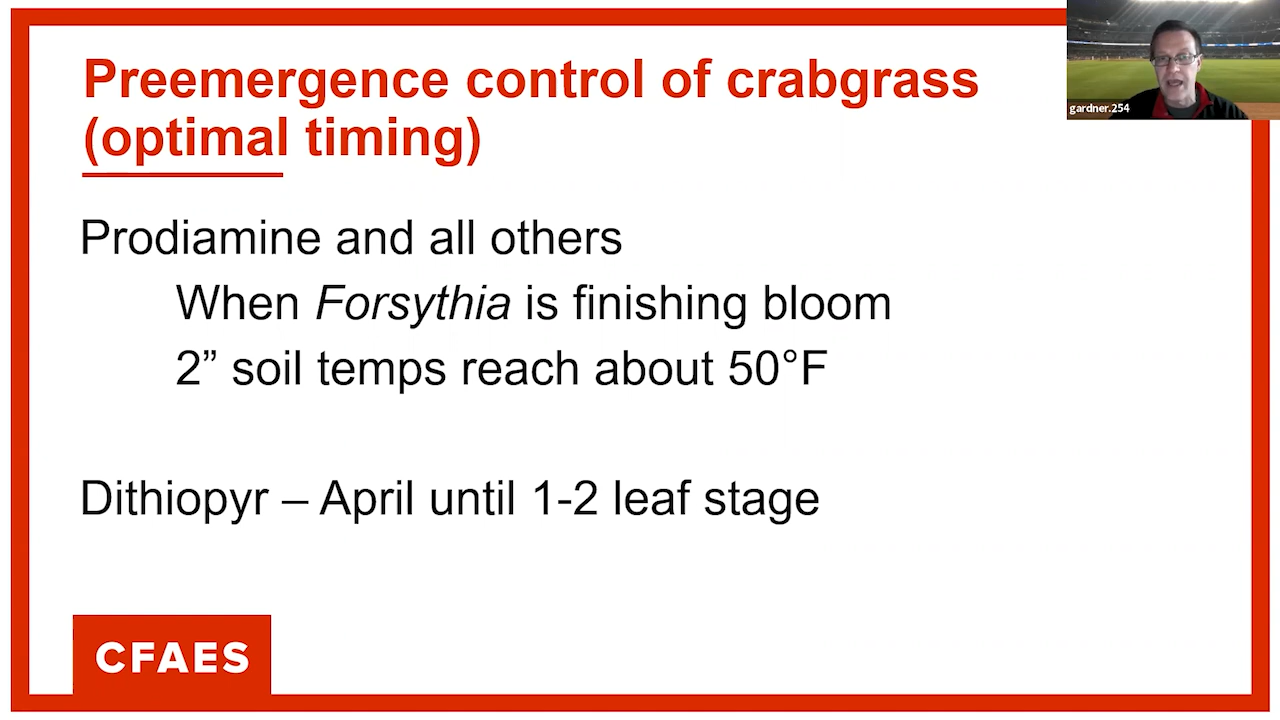 Preemergence control of crabgrass
(optimal timing)
gardner.254
Prodiamine and all others
When Forsythia is finishing bloom
2” soil temps reach about 50°F
Dithiopyr – April until 1-2 leaf stage
CFAES